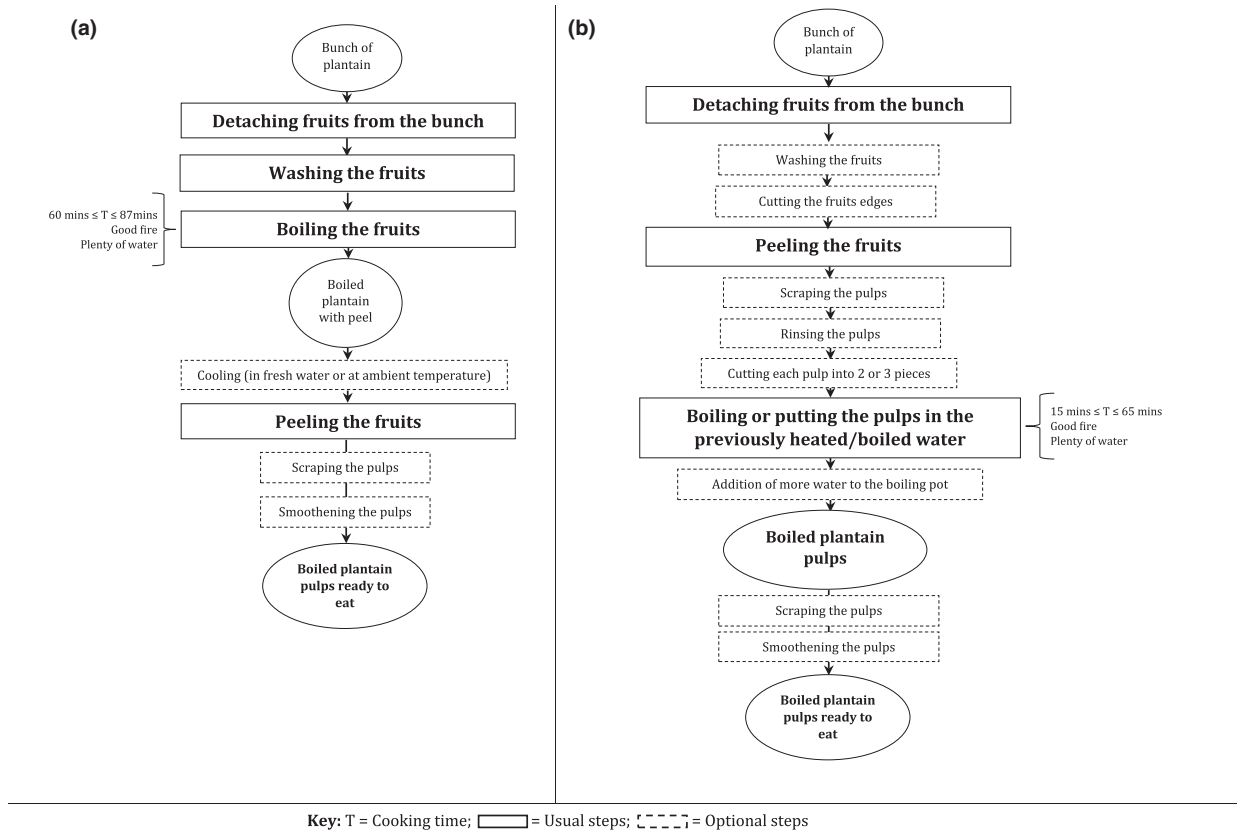 (a)
Bunch of
plantain
Detaching fruits from the bunch
Washing the fruits
60 mins ≤ T ≤ 87mins
Good fire
Plenty of water
Boiling the fruits
Boiled
plantain
with peel
Cooling (in fresh water or at ambient temperature)
Peeling the fruits
Scraping the pulps
Smoothening the pulps
Boiled plantain
pulps ready to
eat
(b)
Bunch of
plantain
Detaching fruits from the bunch
Washing the fruits
Cutting the fruits edges
Peeling the fruits
Scraping the pulps
Rinsing the pulps
Cutting each pulp into 2 or 3 pieces
Boiling or putting the pulps in the
previously heated/boiled water
15 mins ≤ T ≤ 65 mins
Good fire
Plenty of water
Addition of more water to the boiling pot
Boiled plantain
pulps
Scraping the pulps
Smoothening the pulps
Boiled plantain
pulps ready to
eat
Key: T = Cooking time; = Usual steps; = Optional steps